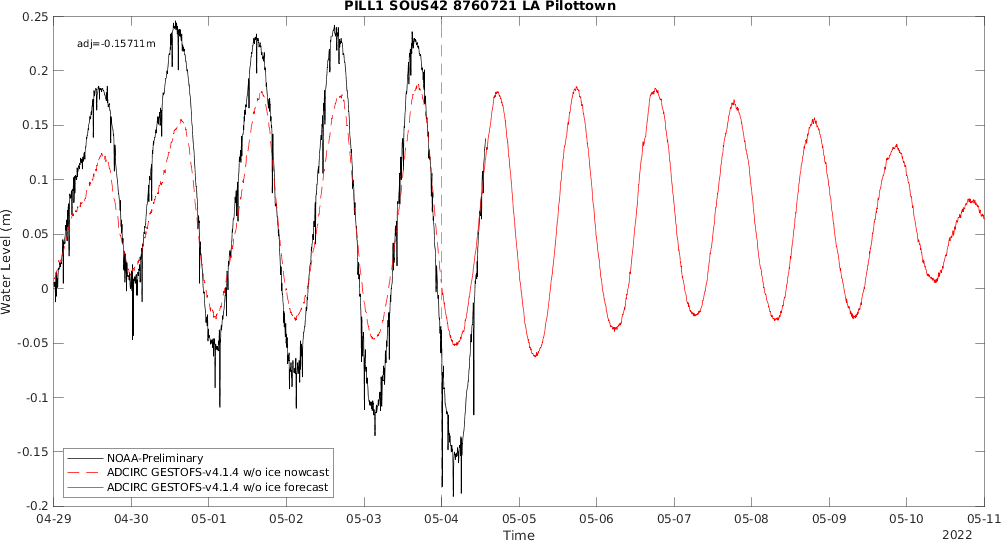 PILL1 SOUS42 8760721 LA Pilottown
adj=-0.15711m
0.25
0.2
0.15
0.1
0.05
0
-0.05
-0.1
-0.15
-0.2
Water Level (m)
NOAA-Preliminary
ADCIRC GESTOFS-v4.1.4 w/o ice nowcast
ADCIRC GESTOFS-v4.1.4 w/o ice forecast
04-29 04-30 05-01 05-02 05-03 05-04 05-05 05-06 05-07 05-08 05-09 05-10 05-11
Time
2022